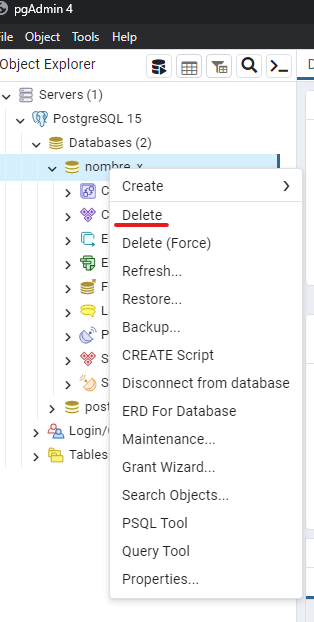 pgAdmin 4
File Object Tools Help
Object Explorer
Servers (1)
PostgreSQL 15
Databases (2)
nombre_x
Create
Delete
Delete (Force)
Refresh...
Restore...
Backup...
CREATE Script
Disconnect from database
ERD For Database
Maintenance...
Grant Wizard...
Search Objects...
PSQL Tool
Query Tool
Properties...
C
C
E
E
F
L
P
S
S
post
Login/
Tables